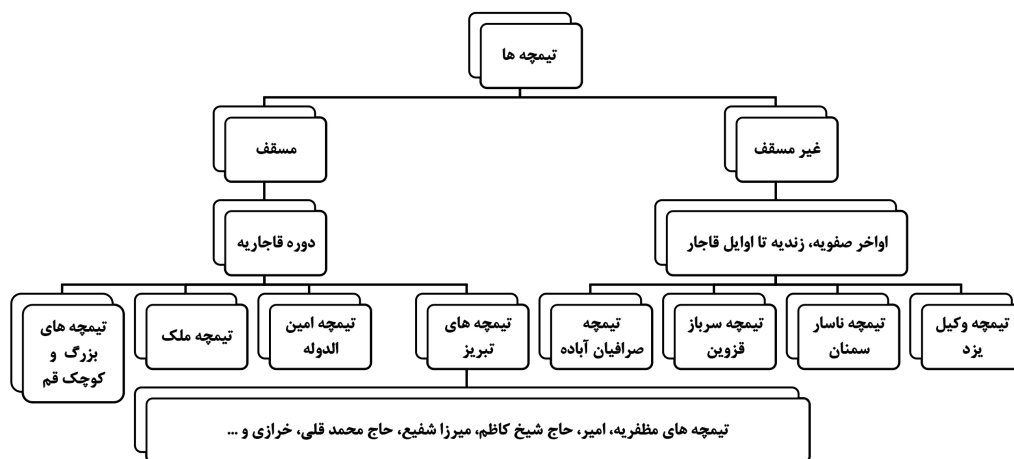 تیمچه ها
غیر مسقف
مسقف
اواخر صفویه، زندیه تا اوایل قاجار
دوره قاجاریه
تیمچه وکیل
یزد
تیمچه ناسار
سمنان
تیمچه سرباز
قزوین
تیمچه
صرافیان آباده
تیمچه های
تبریز
تیمچه امین
الدوله
تیمچه ملک
تیمچه های
بزرگ و
کوچک قم
تیمچه های مظفریه، امیر، حاج شیخ کاظم، میرزا شفیع، حاج محمد قلی، خرازی و ...